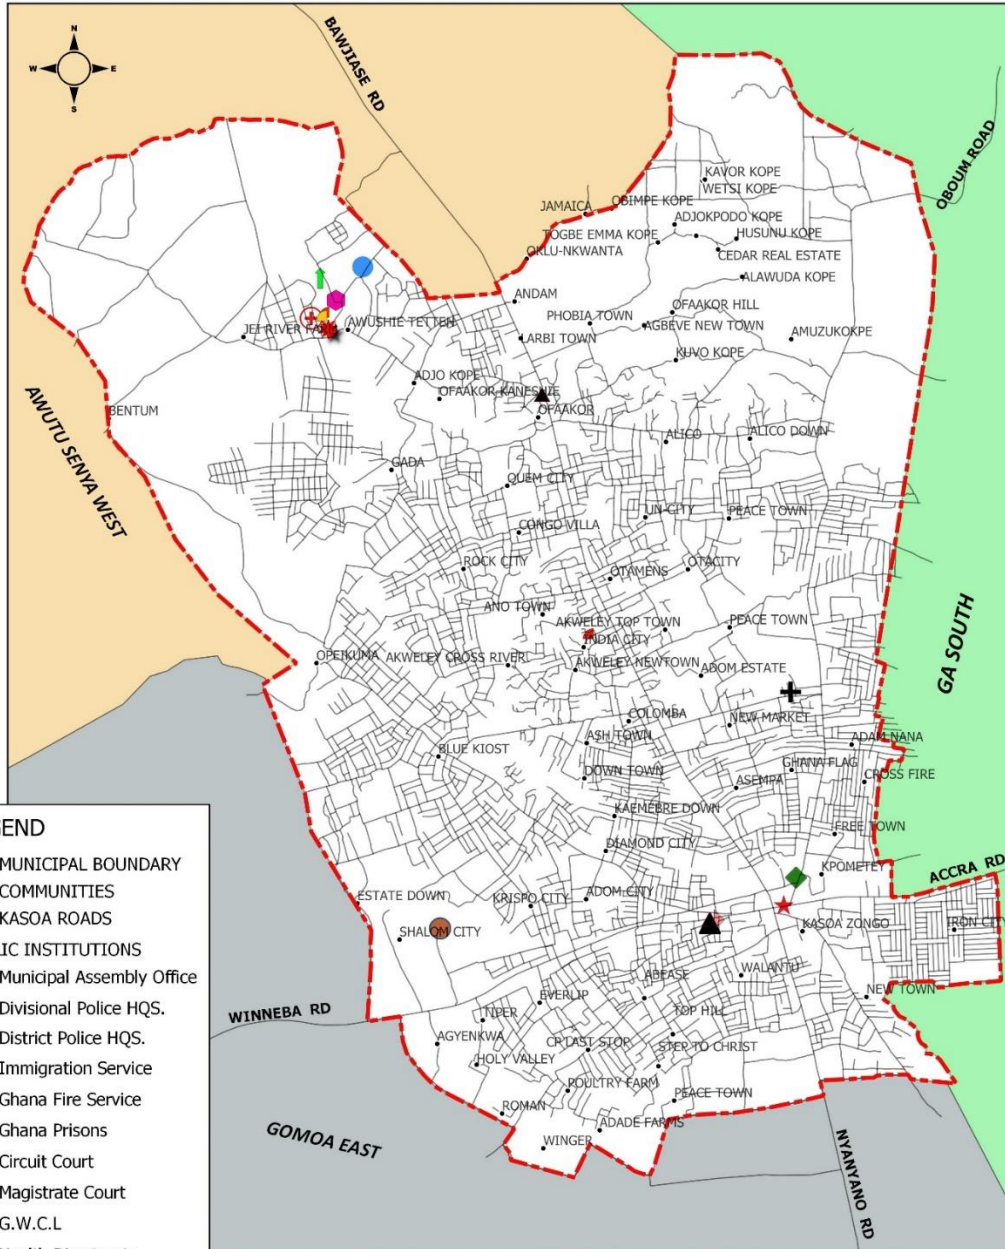 N
W E
S
BAWJIASE RD
OBOUM ROAD
KAVOR KOPE
WETSI KOPE
JAMAICA
OBIMPE KOPE
ADJOKPODO KOPE
TOGBE EMMA KOPE
HUSUNU KOPE
OKLU-NKWANTA
CEDAR REAL ESTATE
ALAWUDA KOPE
ANDAM
OFAAKOR HILL
PHOBIA TOWN
AGBEVE NEW TOWN
JEI RIVER
AWUSHIE TETTEH
LARBI TOWN
AMUZUKOKPE
KUVO KOPE
ADJO KOPE
OFAAKOR KANESHIE
OFAAKOR
BENTUM
AWUTU SENYA WEST
ALICO
ALICO DOWN
GADA
QUEM CITY
UN-CITY
PEACE TOWN
CONGO VILLA
ROCK CITY
OTAMENS
OTACITY
ANO TOWN
AKWELEY TOP TOWN
PEACE TOWN
INDIA CITY
GA SOUTH
OPEIKUMA
AKWELEY CROSS RIVER
AKWELEY NEWTOWN
ADOM ESTATE
COLOMBA
NEW MARKET
ASH TOWN
ADAM NANA
BLUE KIOST
GHANA FLAG
DOWN TOWN
ASEMPA
CROSS FIRE
KAEMEBRE DOWN
FREE TOWN
DIAMOND CITY
KPOMETEY
ACCRA RD
ESTATE DOWN
KRISPO CITY
ADOM CITY
SHALOM CITY
KASOA ZONGO
IRON CITY
ABEASE
WALANTU
NEW TOWN
EVERLIP
WINNEBA RD
TIPER
TOP HILL
AGYENKWA
CP LAST STOP
STEP TO CHRIST
HOLY VALLEY
POULTRY FARM
PEACE TOWN
ROMAN
ADADE FARMS
WINGER
GOMOA EAST
NYANYANO RD
MUNICIPAL BOUNDARY
COMMUNITIES
KASOA ROADS
INSTITUTIONS
Municipal Assembly Office
Divisional Police HQS.
District Police HQS.
Immigration Service
Ghana Fire Service
Ghana Prisons
Circuit Court
Magistrate Court
G.W.C.L